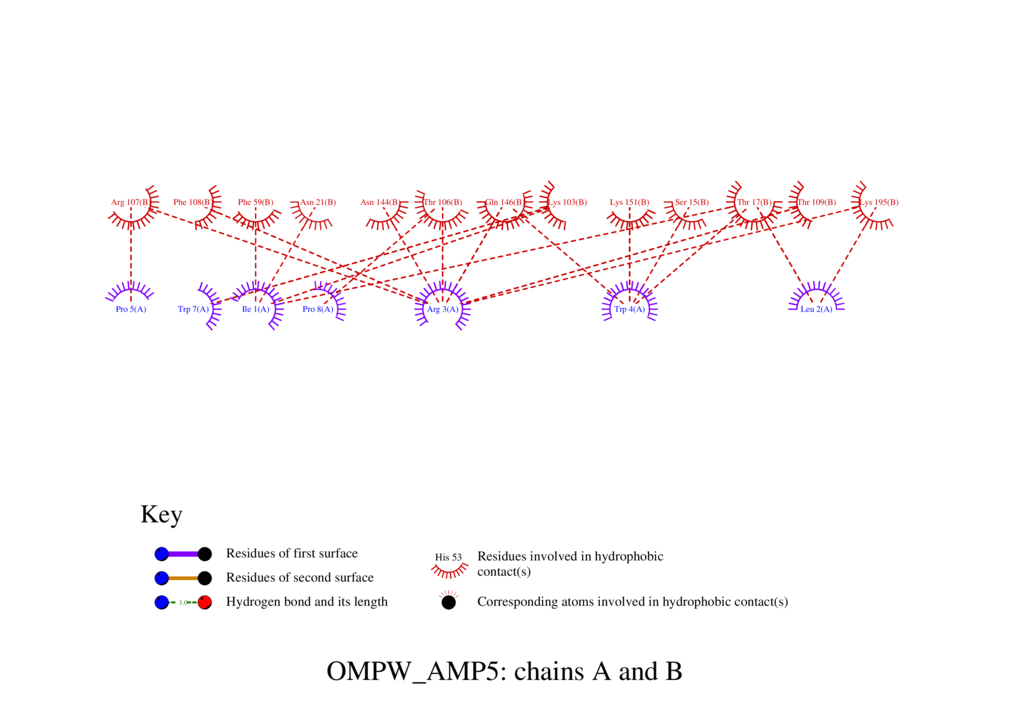 Arg 107(B) Phe 108(B) Phe 59(B) Asn 21(B) Asn 144(B) Thr 106(B) Gln 146(B) Lys 103(B) Lys 151(B) Ser 15(B) Thr 17(B) Thr 109(B) Lys 195(B)
Pro 5(A) Trp 7(A) Ile 1(A) Pro 8(A) Arg 3(A) Trp 4(A) Leu 2(A)
Key
Residues of first surface
Residues of second surface
3.0
Hydrogen bond and its length
His 53
Residues involved in hydrophobic
contact(s)
Corresponding atoms involved in hydrophobic contact(s)
OMPW_AMP5: chains A and B